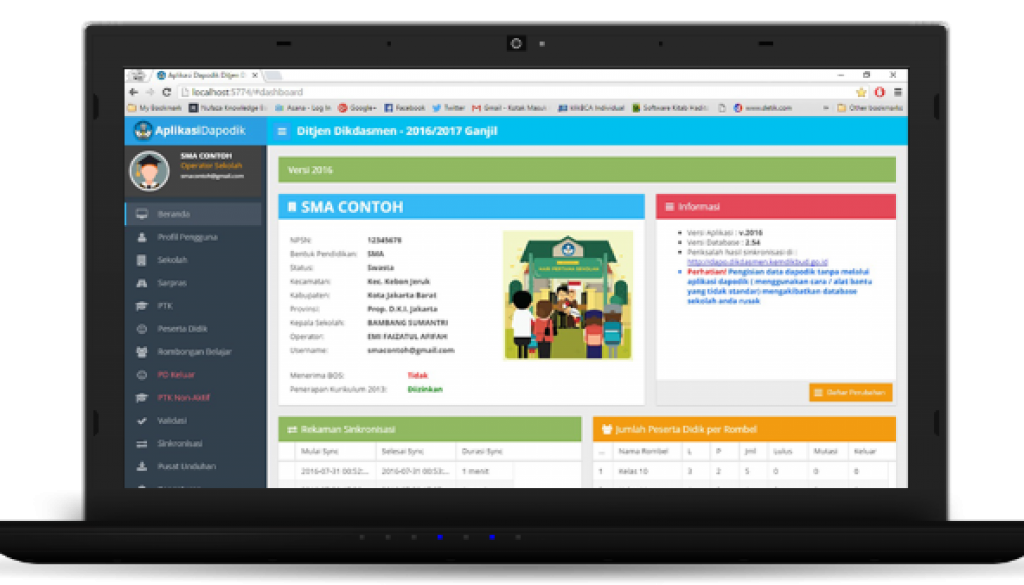 Aplikasi Dapodik Ditjen D
localhost:5774/#dashboard
My Bookmark
Asana - Log In
Google+
Facebook
Twitter
Gmail - Kotak Masuk
KlikBCA Individual
Software Kitab Hadis
www.detik.com
Other bookmarks
AplikasiDapodik
Ditjen Dikdasmen - 2016/2017 Ganjil
SMA CONTOH
Operator Sekolah
smacontoh@gmail.com
Beranda
Profil Pengguna
Sekolah
Sarpras
PTK
Peserta Didik
Rombongan Belajar
PD Keluar
PTK Non-Aktif
Validasi
Sinkronisasi
Pusat Unduhan
Versi 2016
SMA CONTOH
NPSN: 12345678
Bentuk Pendidikan: SMA
Status: Swasta
Kecamatan: Kec. Kebon Jeruk
Kabupaten: Kota Jakarta Barat
Provinsi: Prop. D.K.I. Jakarta
Kepala Sekolah: BAMBANG SUMANTRI
Operator: EMI FAIZATUL AFIFAH
Username: smacontoh@gmail.com
Menerima BOS: Tidak
Penerapan Kurikulum 2013: Diizinkan
HARI PERTAMA SEKOLAH
Informasi
Versi Aplikasi : v.2016
Versi Database : 2.54
Periksalah hasil sinkronisasi di :
http://dapo.dikdasmen.kemdikbud.go.id
Perhatian! Pengisian data dapodik tanpa melalui
aplikasi dapodik ( menggunakan cara / alat bantu
yang tidak standar) mengakibatkan database
sekolah anda rusak
Daftar Perubahan
Rekaman Sinkronisasi
Mulai Sync Selesai Sync Durasi Sync
2016-07-31 00:52:... 2016-07-31 00:53:... 1 menit
Jumlah Peserta Didik per Rombel
... Nama Rombel L P Jml Lulus Mutasi Keluar
1 Kelas 10 3 2 5 0 0 0